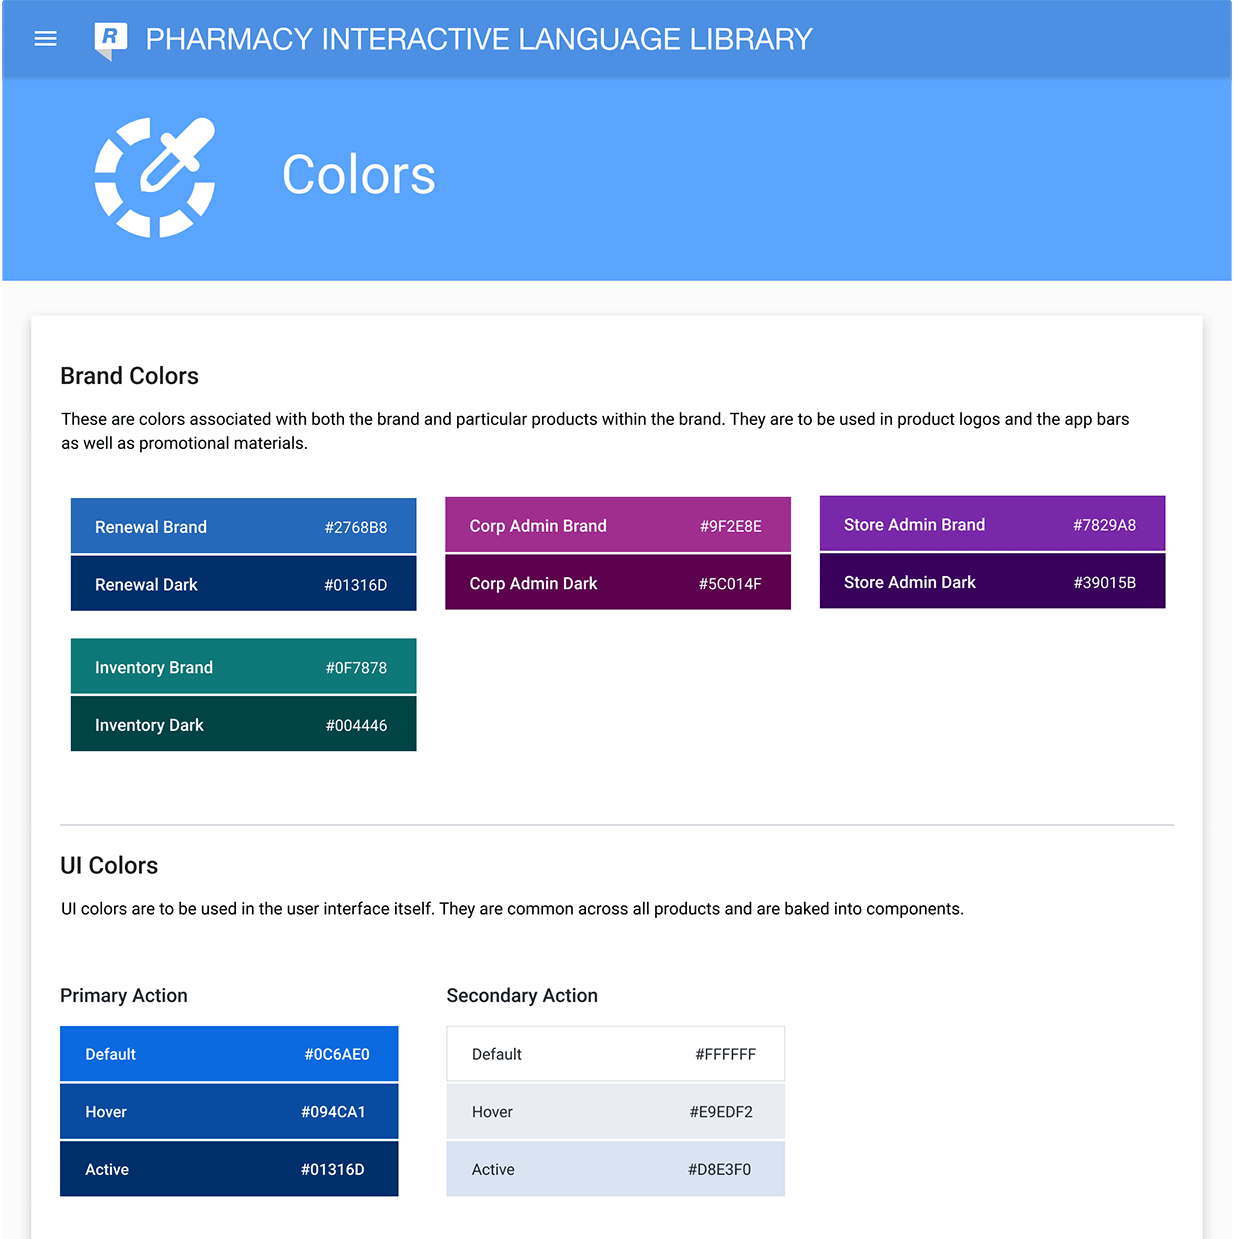 R
PHARMACY INTERACTIVE LANGUAGE LIBRARY
Colors
Brand Colors
These are colors associated with both the brand and particular products within the brand. They are to be used in product logos and the app bars
as well as promotional materials.
Renewal Brand #2768B8
Renewal Dark #01316D
Corp Admin Brand #9F2E8E
Corp Admin Dark #5C014F
Store Admin Brand #7829A8
Store Admin Dark #39015B
Inventory Brand #0F7878
Inventory Dark #004446
UI Colors
UI colors are to be used in the user interface itself. They are common across all products and are baked into components.
Primary Action
Default #0C6AE0
Hover #094CA1
Active #01316D
Secondary Action
Default #FFFFFF
Hover #E9EDF2
Active #D8E3F0